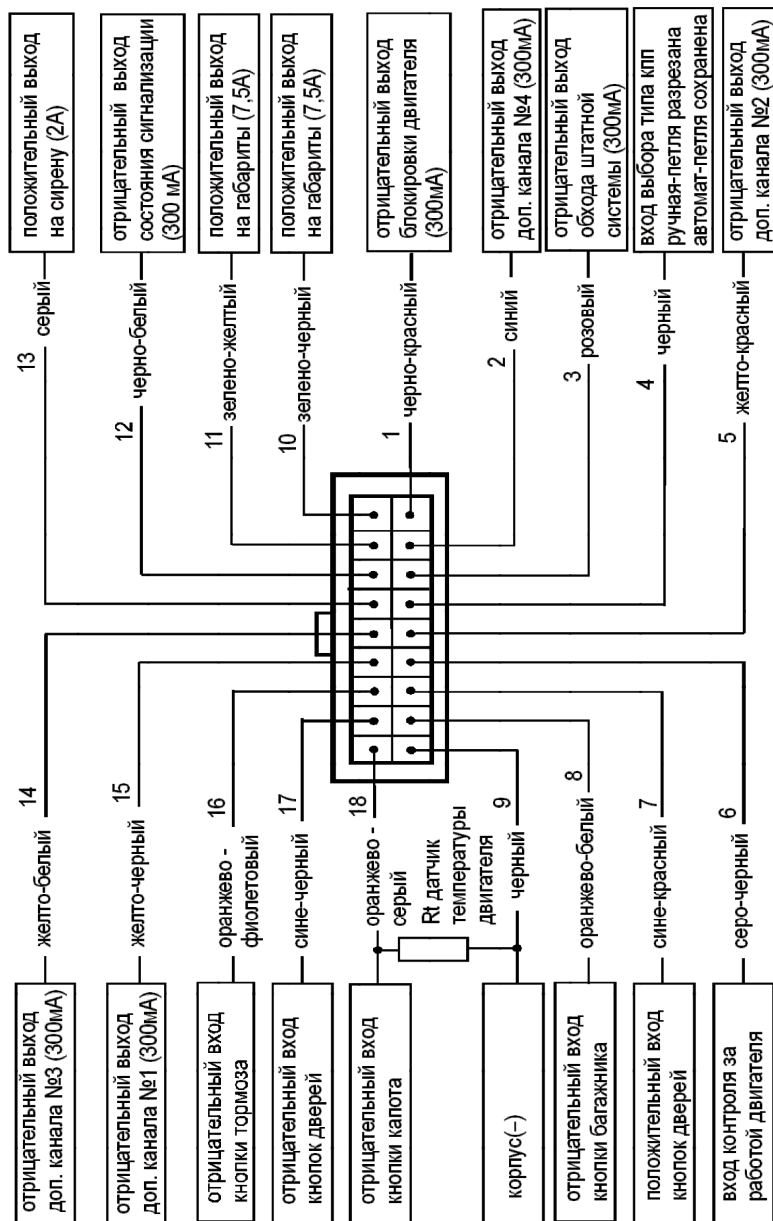 положительный выход
на сирену (2А)
серый
13
отрицательный выход
состояния сигнализации
(300 мА)
черно-белый
12
положительный выход
на габариты (7,5А)
зелено-желтый
11
положительный выход
на габариты (7,5А)
зелено-черный
10
отрицательный выход
блокировки двигателя
(300мА)
черно-красный
1
отрицательный выход
доп. канала №4 (300мА)
синий
2
отрицательный выход
обхода штатной
системы (300мА)
розовый
3
вход выбора типа кпп
ручная-петля разрезана
автомат-петля сохранена
черный
4
отрицательный выход
доп. канала №2 (300мА)
желто-красный
5
отрицательный выход
доп. канала №3 (300мА)
желто-белый
14
отрицательный выход
доп. канала №1 (300мА)
желто-черный
15
отрицательный вход
кнопки тормоза
оранжево -
фиолетовый
16
отрицательный вход
кнопок дверей
сине-черный
17
отрицательный вход
кнопки капота
оранжево -
серый
18
Rt датчик
температуры
двигателя
корпус(–)
черный
9
отрицательный вход
кнопки багажника
оранжево-белый
8
положительный вход
кнопок дверей
сине-красный
7
вход контроля за
работой двигателя
серо-черный
6